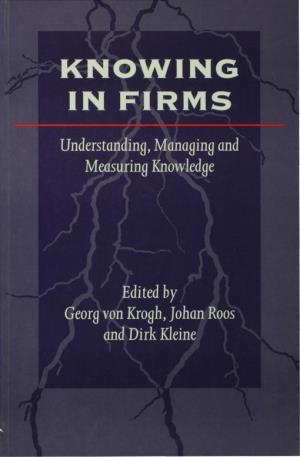 KNOWING
IN FIRMS
Understanding, Managing and
Measuring Knowledge
Edited by
Georg von Krogh, Johan Roos
and Dirk Kleine